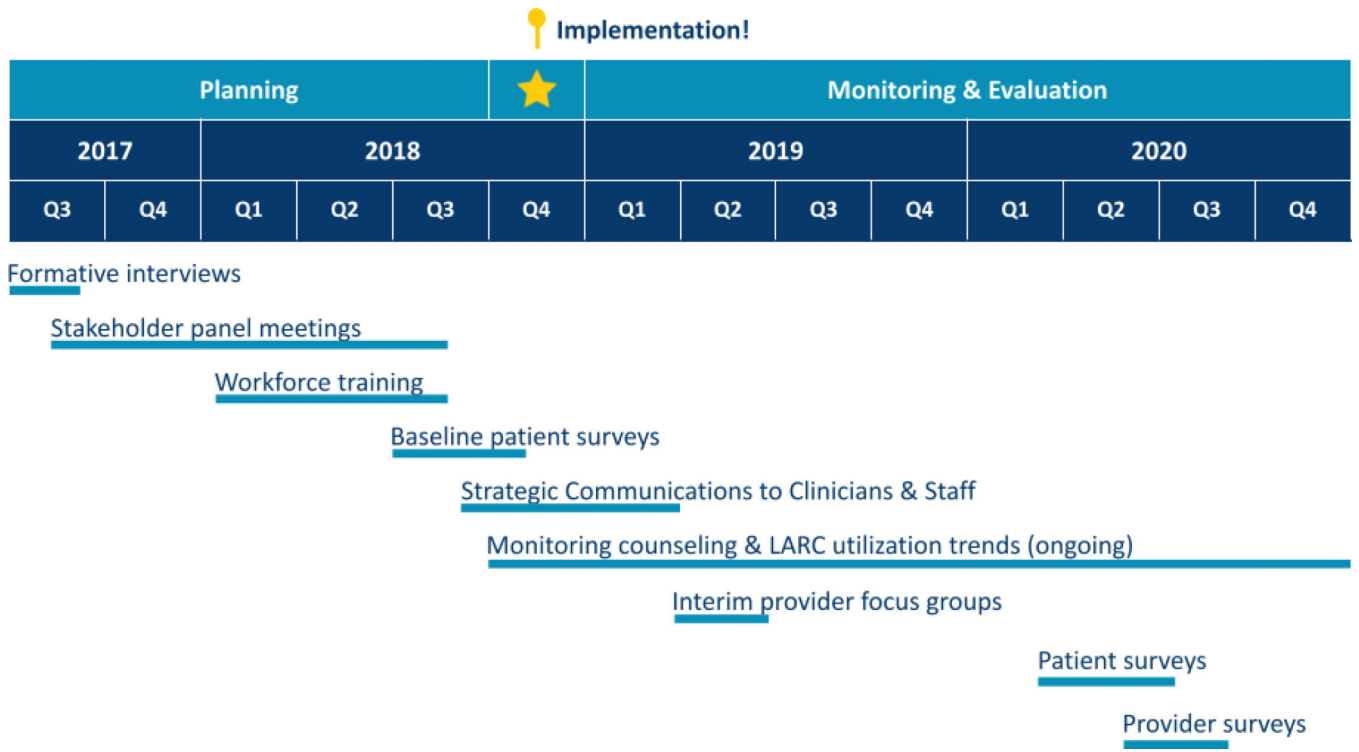 Implementation!
Planning Monitoring & Evaluation
2017 2018 2019 2020
Q3 Q4 Q1 Q2 Q3 Q4 Q1 Q2 Q3 Q4 Q1 Q2 Q3 Q4
Formative interviews
Stakeholder panel meetings
Workforce training
Baseline patient surveys
Strategic Communications to Clinicians & Staff
Monitoring counseling & LARC utilization trends (ongoing)
Interim provider focus groups
Patient surveys
Provider surveys